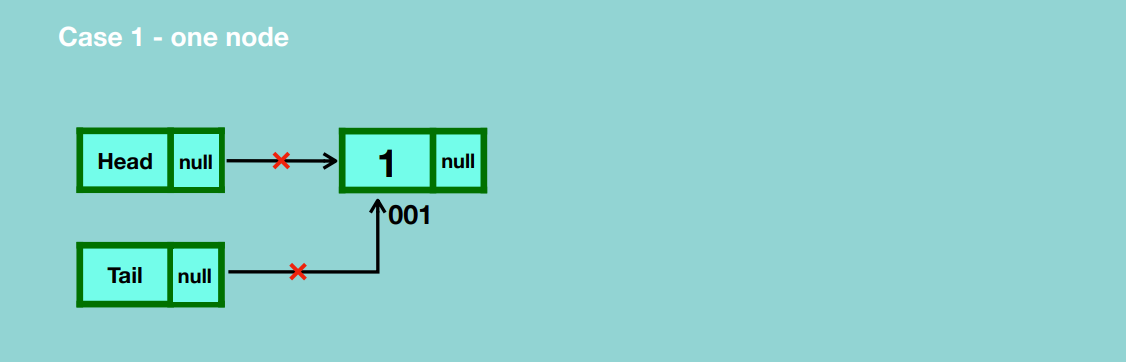 Case 1 - one node
Head null
1 null
001
Tail null